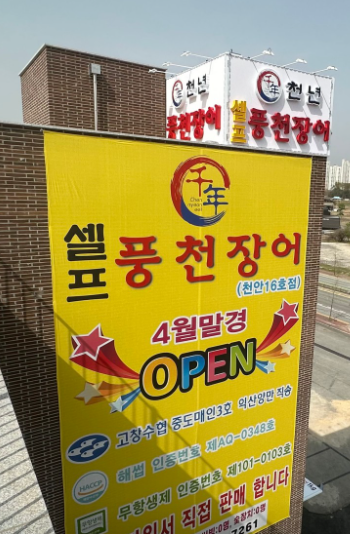 千年 천년
셀프 풍천장어
풍천장어
千年
셀프
풍천장어
(천안16호점)
4월말경
OPEN
고창수협 중도매인3호 익산양만 직송
해썹 인증번호 제AQ-0348호
HACCP
무항생제 인증번호 제101-0103호
직접 판매 합니다
7261